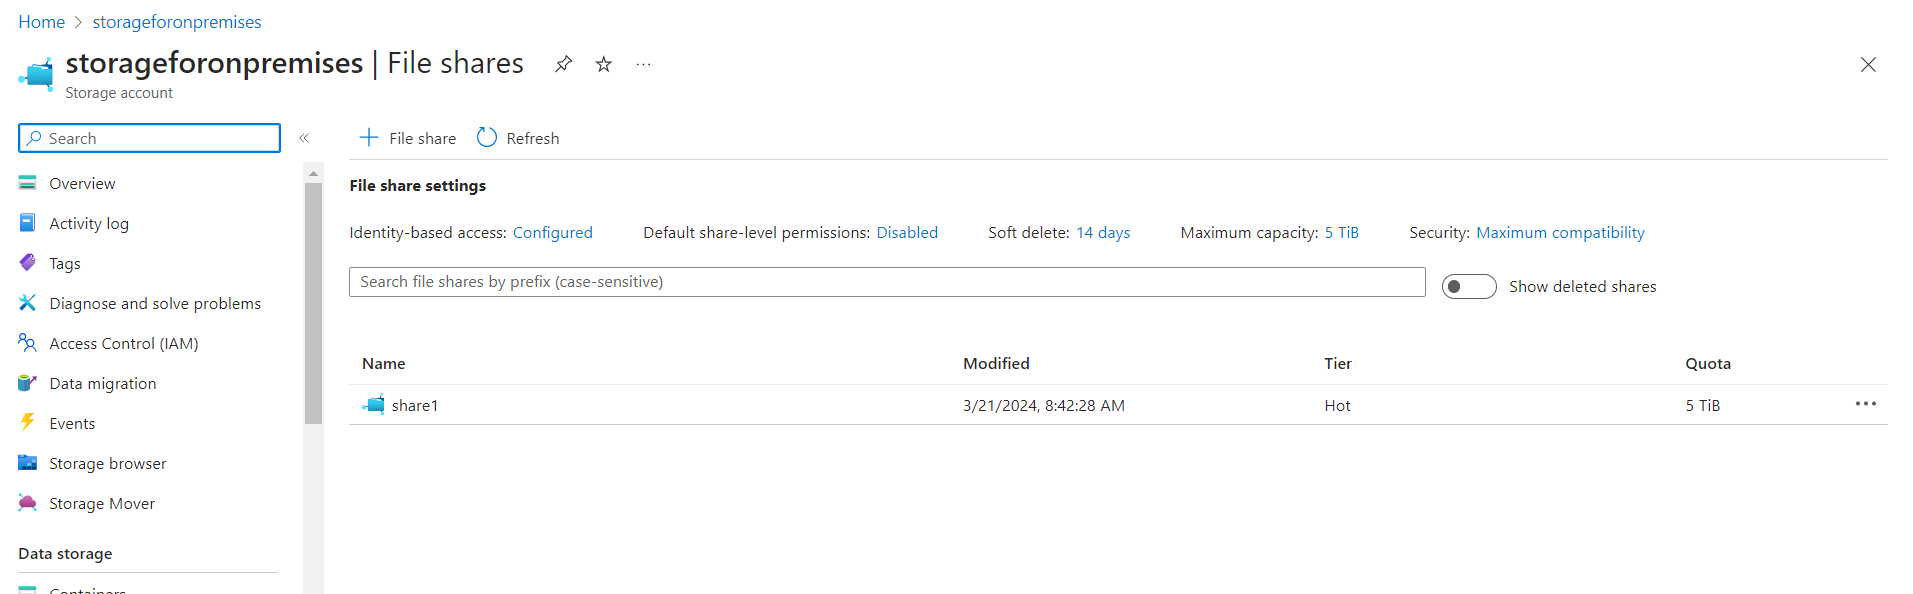 Home > storageforonpremises
storageforonpremises | File shares
Storage account
Search
Overview
Activity log
Tags
Diagnose and solve problems
Access Control (IAM)
Data migration
Events
Storage browser
Storage Mover
Data storage
Containers
File share Refresh
File share settings
Identity-based access: Configured Default share-level permissions: Disabled Soft delete: 14 days Maximum capacity: 5 TiB Security: Maximum compatibility
Search file shares by prefix (case-sensitive) Show deleted shares
Name Modified Tier Quota
share1 3/21/2024, 8:42:28 AM Hot 5 TiB